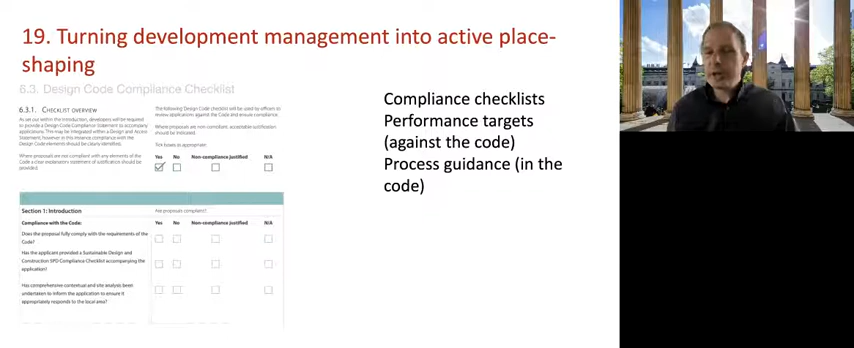 19. Turning development management into active place-
shaping
6.3. Design Code Compliance Checklist
6.3.1. CHECKLIST OVERVIEW
As set out within the Introduction, developers will be required
to provide a Design Code Compliance Statement to accompany
applications. This may be integrated within a Design and Access
Statement, however in this instance compliance with the
Design Code elements should be clearly identified.
Where proposals are not compliant with any elements of the
Code a clear explanation statement of justification should be
provided.
The following Design Code checklist will be used by officers to
review applications against the Code and ensure compliance.
Where proposals are non-compliant, acceptable justification
should be indicated.
Tick boxes as appropriate.
Yes No Non-compliance justified N/A
Section 1: Introduction
Are proposals compliant?
Compliance with the Code:
Yes No Non-compliance justified N/A
Does the proposal fully comply with the requirements of the
Code?
Has the applicant provided a Sustainable Design and
Construction SPD Compliance Checklist accompanying the
application?
Has comprehensive contextual and site analysis been
undertaken to inform the application to ensure it
appropriately responds to the local area?
Compliance checklists
Performance targets
(against the code)
Process guidance (in the
code)